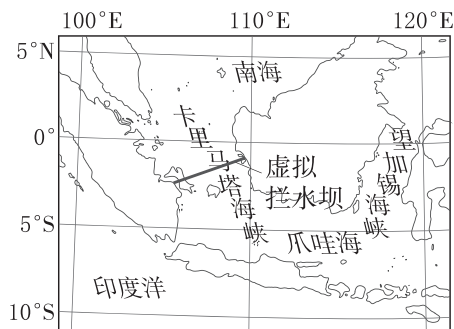 100°E 110°E 120°E
5°N
0°
5°S
10°S
南海
卡里马塔海峡
虚拟
拦水坝
望加锡海峡
爪哇海
印度洋